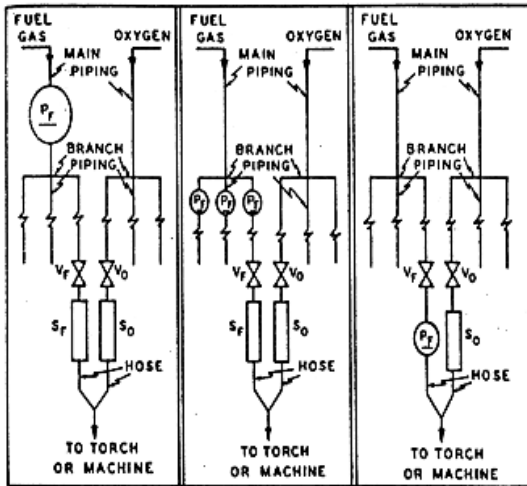 FUEL
GAS
OXYGEN
MAIN
PIPING
PF
BRANCH
PIPING
VF
VO
SF
SO
HOSE
TO TORCH
OR MACHINE
FUEL
GAS
OXYGEN
MAIN
PIPING
BRANCH
PIPING
PF
PF
PF
VF
VO
SF
SO
HOSE
TO TORCH
OR MACHINE
FUEL
GAS
OXYGEN
MAIN
PIPING
BRANCH
PIPING
VF
VO
PF
SO
HOSE
TO TORCH
OR MACHINE